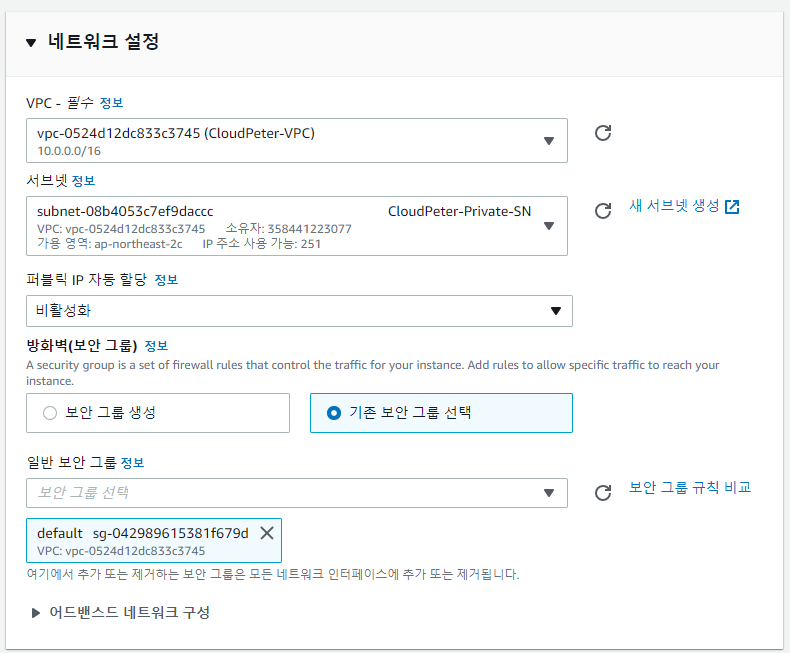 네트워크 설정
VPC - 필수 정보
vpc-0524d12dc833c3745 (CloudPeter-VPC)
10.0.0.0/16
서브넷 정보
subnet-08b4053c7ef9daccc CloudPeter-Private-SN
VPC: vpc-0524d12dc833c3745 소유자: 358441223077
가용 영역: ap-northeast-2c IP 주소 사용 가능: 251
새 서브넷 생성
퍼블릭 IP 자동 할당 정보
비활성화
방화벽(보안 그룹) 정보
A security group is a set of firewall rules that control the traffic for your instance. Add rules to allow specific traffic to reach your
instance.
보안 그룹 생성 기존 보안 그룹 선택
일반 보안 그룹 정보
보안 그룹 선택
보안 그룹 규칙 비교
default sg-042989615381f679d
VPC: vpc-0524d12dc833c3745
여기에서 추가 또는 제거하는 보안 그룹은 모든 네트워크 인터페이스에 추가 또는 제거됩니다.
어드밴스드 네트워크 구성